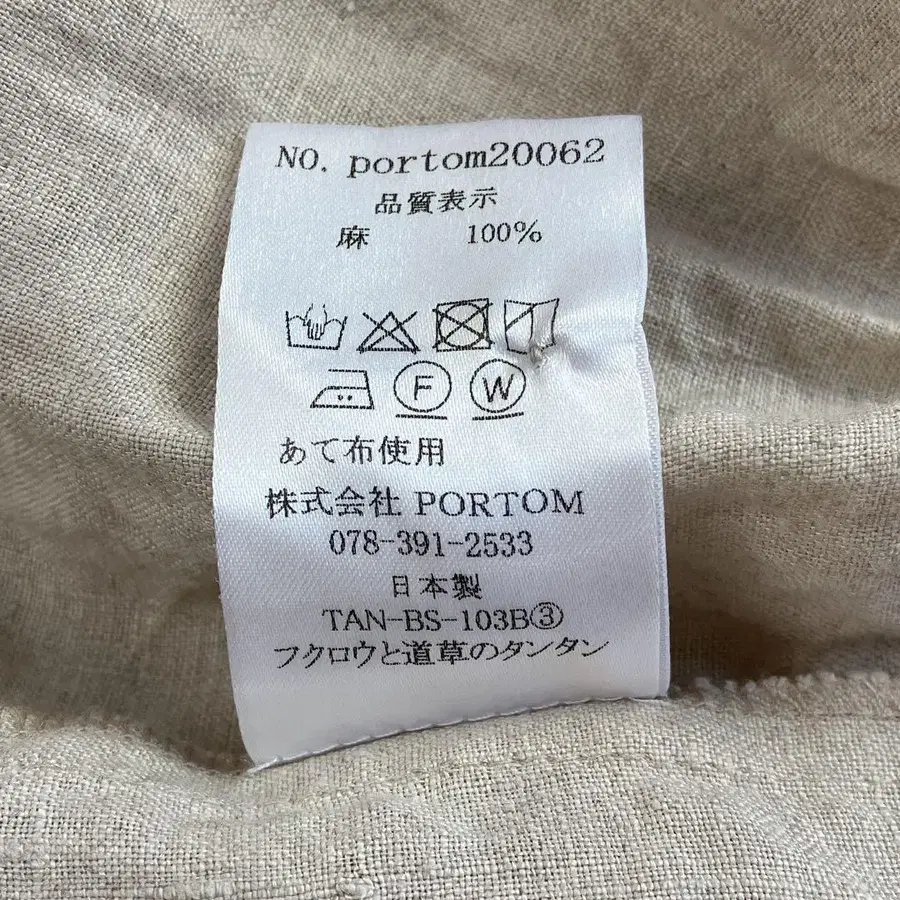 NO. portom20062
品質表示
麻 100%
F W
あて布使用
株式会社 PORTOM
078-391-2533
日本製
TAN-BS-103B③
フクロウと道草のタンタン